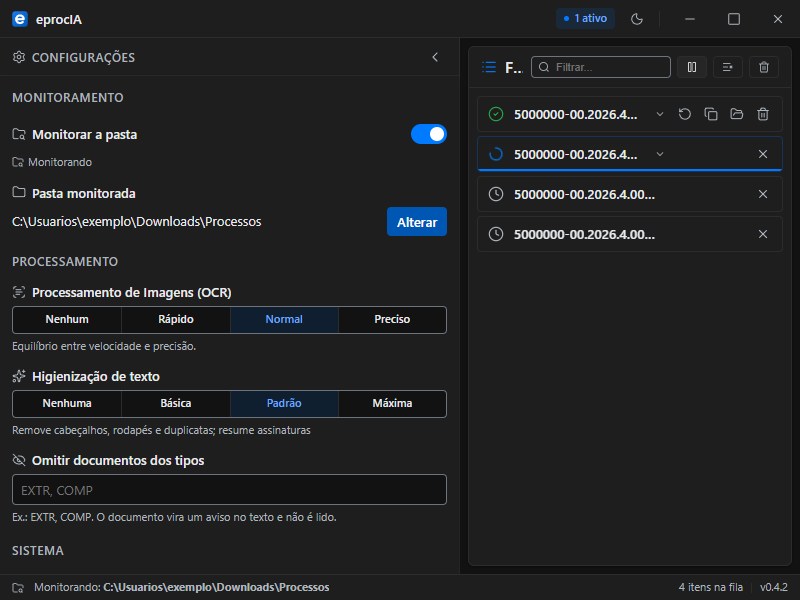 e eprocIA
1 ativo
CONFIGURAÇÕES
MONITORAMENTO
Monitorar a pasta
Monitorando
Pasta monitorada
C:\Usuarios\exemplo\Downloads\Processos
Alterar
PROCESSAMENTO
Processamento de Imagens (OCR)
Nenhum Rápido Normal Preciso
Equilíbrio entre velocidade e precisão.
Higienização de texto
Nenhuma Básica Padrão Máxima
Remove cabeçalhos, rodapés e duplicatas; resume assinaturas
Omitir documentos dos tipos
EXTR, COMP
Ex.: EXTR, COMP. O documento vira um aviso no texto e não é lido.
SISTEMA
F... Filtrar...
5000000-00.2026.4...
5000000-00.2026.4...
5000000-00.2026.4.00...
5000000-00.2026.4.00...
Monitorando: C:\Usuarios\exemplo\Downloads\Processos
4 itens na fila v0.4.2